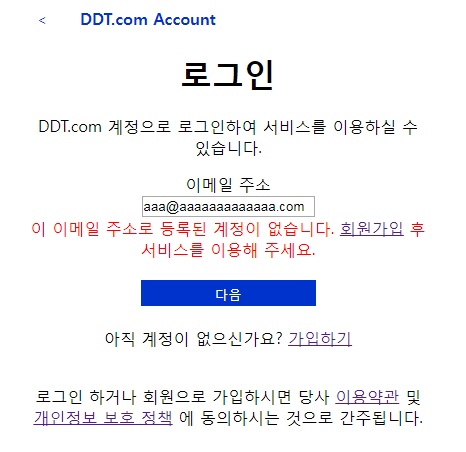 < DDT.com Account
로그인
DDT.com 계정으로 로그인하여 서비스를 이용하실 수
있습니다.
이메일 주소
aaa@aaaaaaaaaaaaa.com
이 이메일 주소로 등록된 계정이 없습니다. 회원가입 후
서비스를 이용해 주세요.
다음
아직 계정이 없으신가요? 가입하기
로그인 하거나 회원으로 가입하시면 당사 이용약관 및
개인정보 보호 정책 에 동의하시는 것으로 간주됩니다.